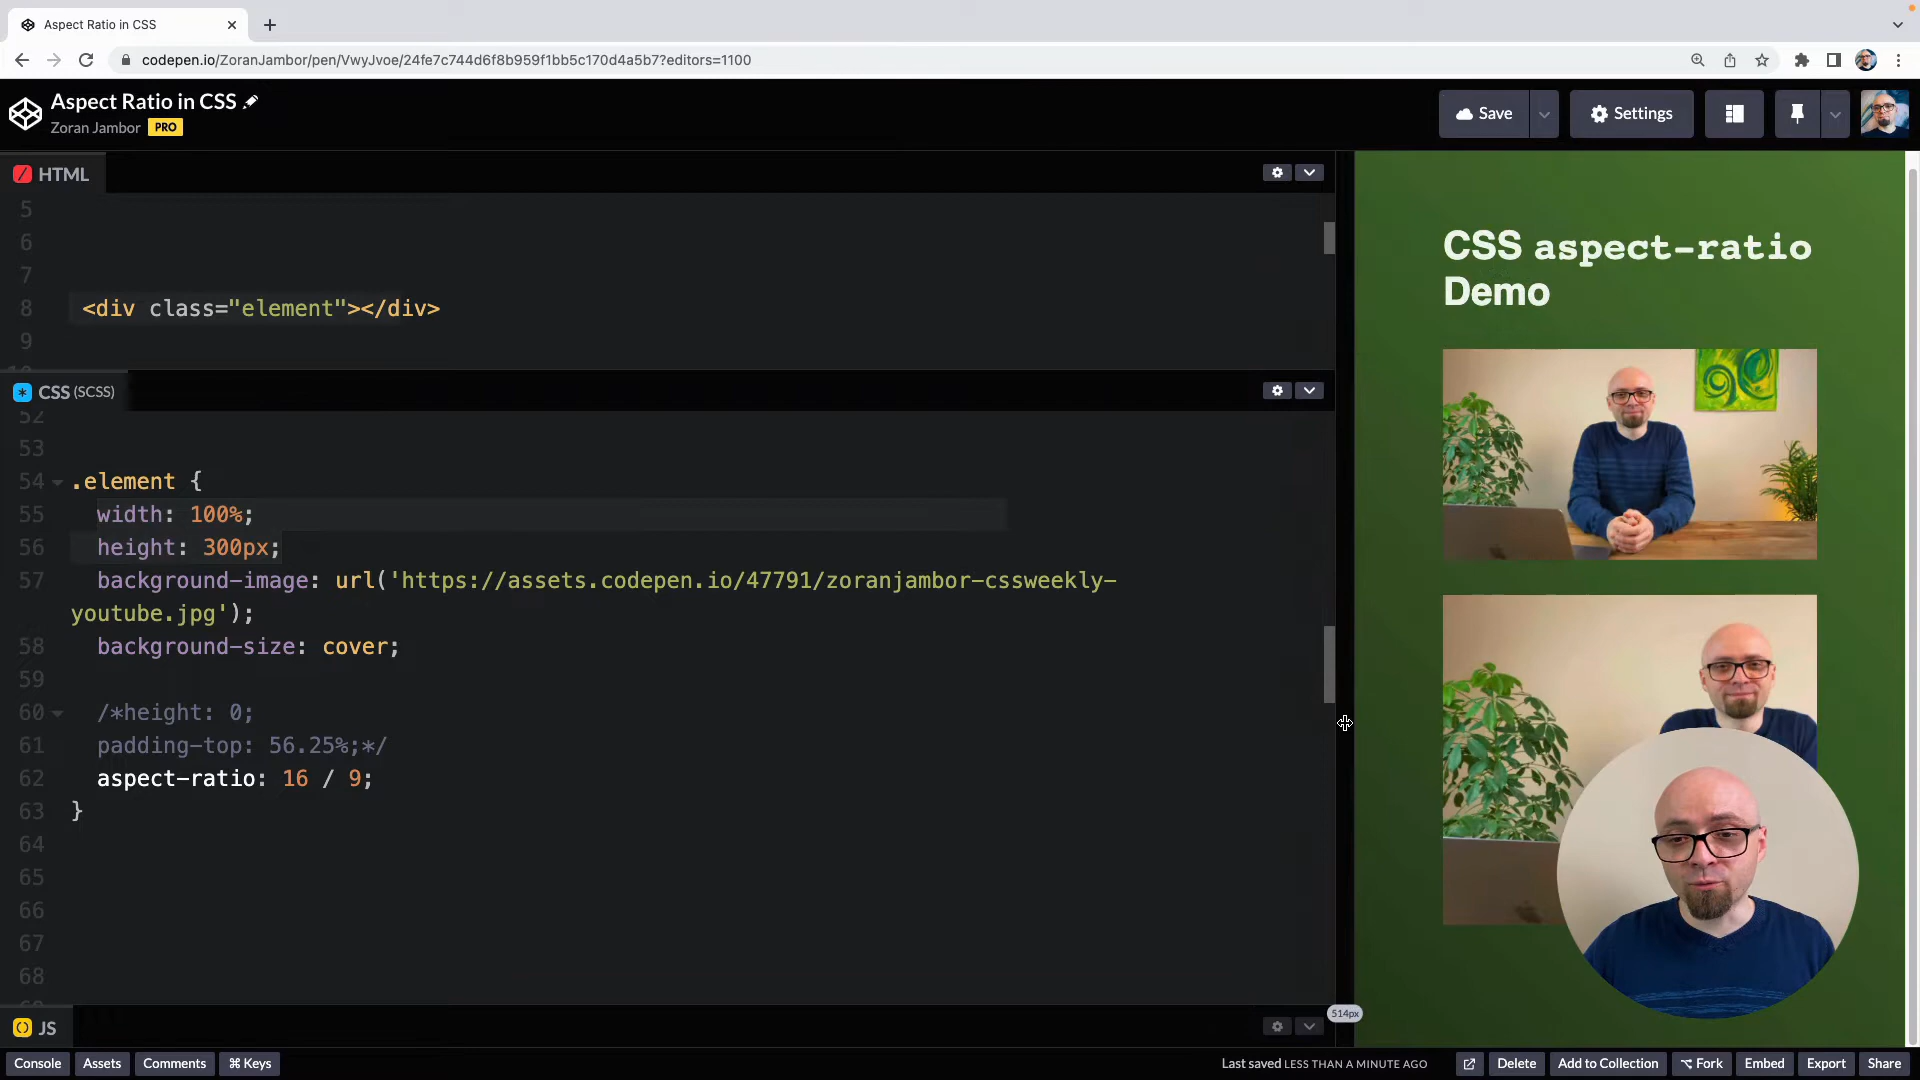 Aspect Ratio in CSS
codepen.io/ZoranJambor/pen/VwyJvoe/24fe7c744d6f8b959f1bb5c170d4a5b7?editors=1100
Aspect Ratio in CSS
Zoran Jambor PRO
Save
Settings
HTML
5
6
7
8 <div class="element"></div>
9
CSS (SCSS)
52
53
54 .element {
55 width: 100%;
56 height: 300px;
57 background-image: url('https://assets.codepen.io/47791/zoranjambor-cssweekly-
youtube.jpg');
58 background-size: cover;
59
60 /*height: 0;
61 padding-top: 56.25%;*/
62 aspect-ratio: 16 / 9;
63 }
64
65
66
67
68
CSS aspect-ratio
Demo
JS
514px
Console Assets Comments ⌘ Keys
Last saved LESS THAN A MINUTE AGO
Delete Add to Collection Fork Embed Export Share